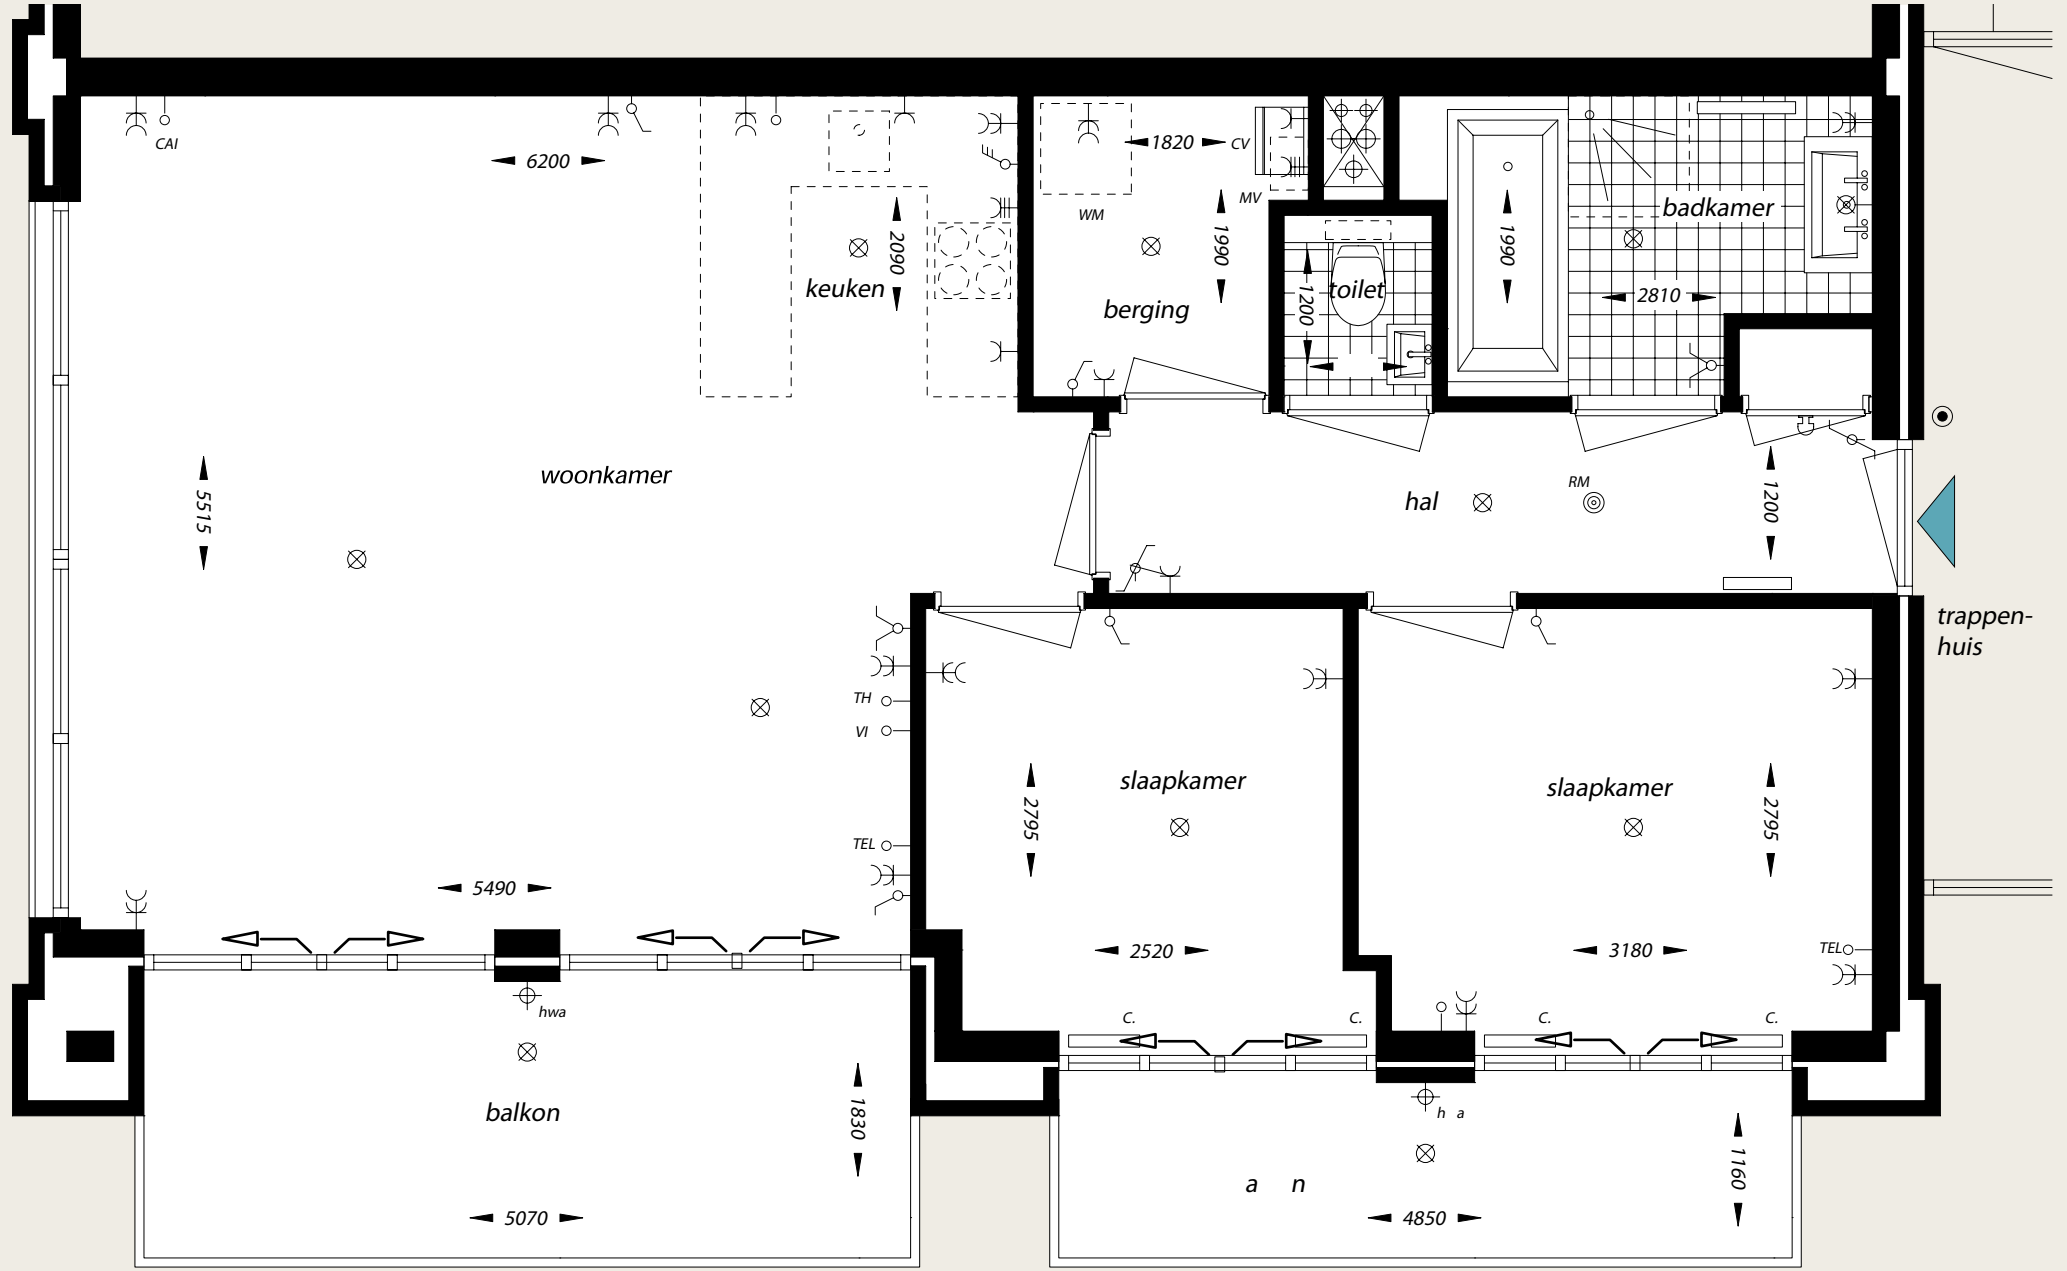 CAI
6200
1820
CV
MV
WM
badkamer
2090
1990
1990
keuken
toilet
1200
2810
berging
woonkamer
5515
hal
RM
1200
trappen-
huis
TH
VI
slaapkamer
slaapkamer
2795
2795
TEL
5490
2520
3180
TEL
hwa
C.
C.
C.
C.
balkon
1830
h a
1160
a n
5070
4850